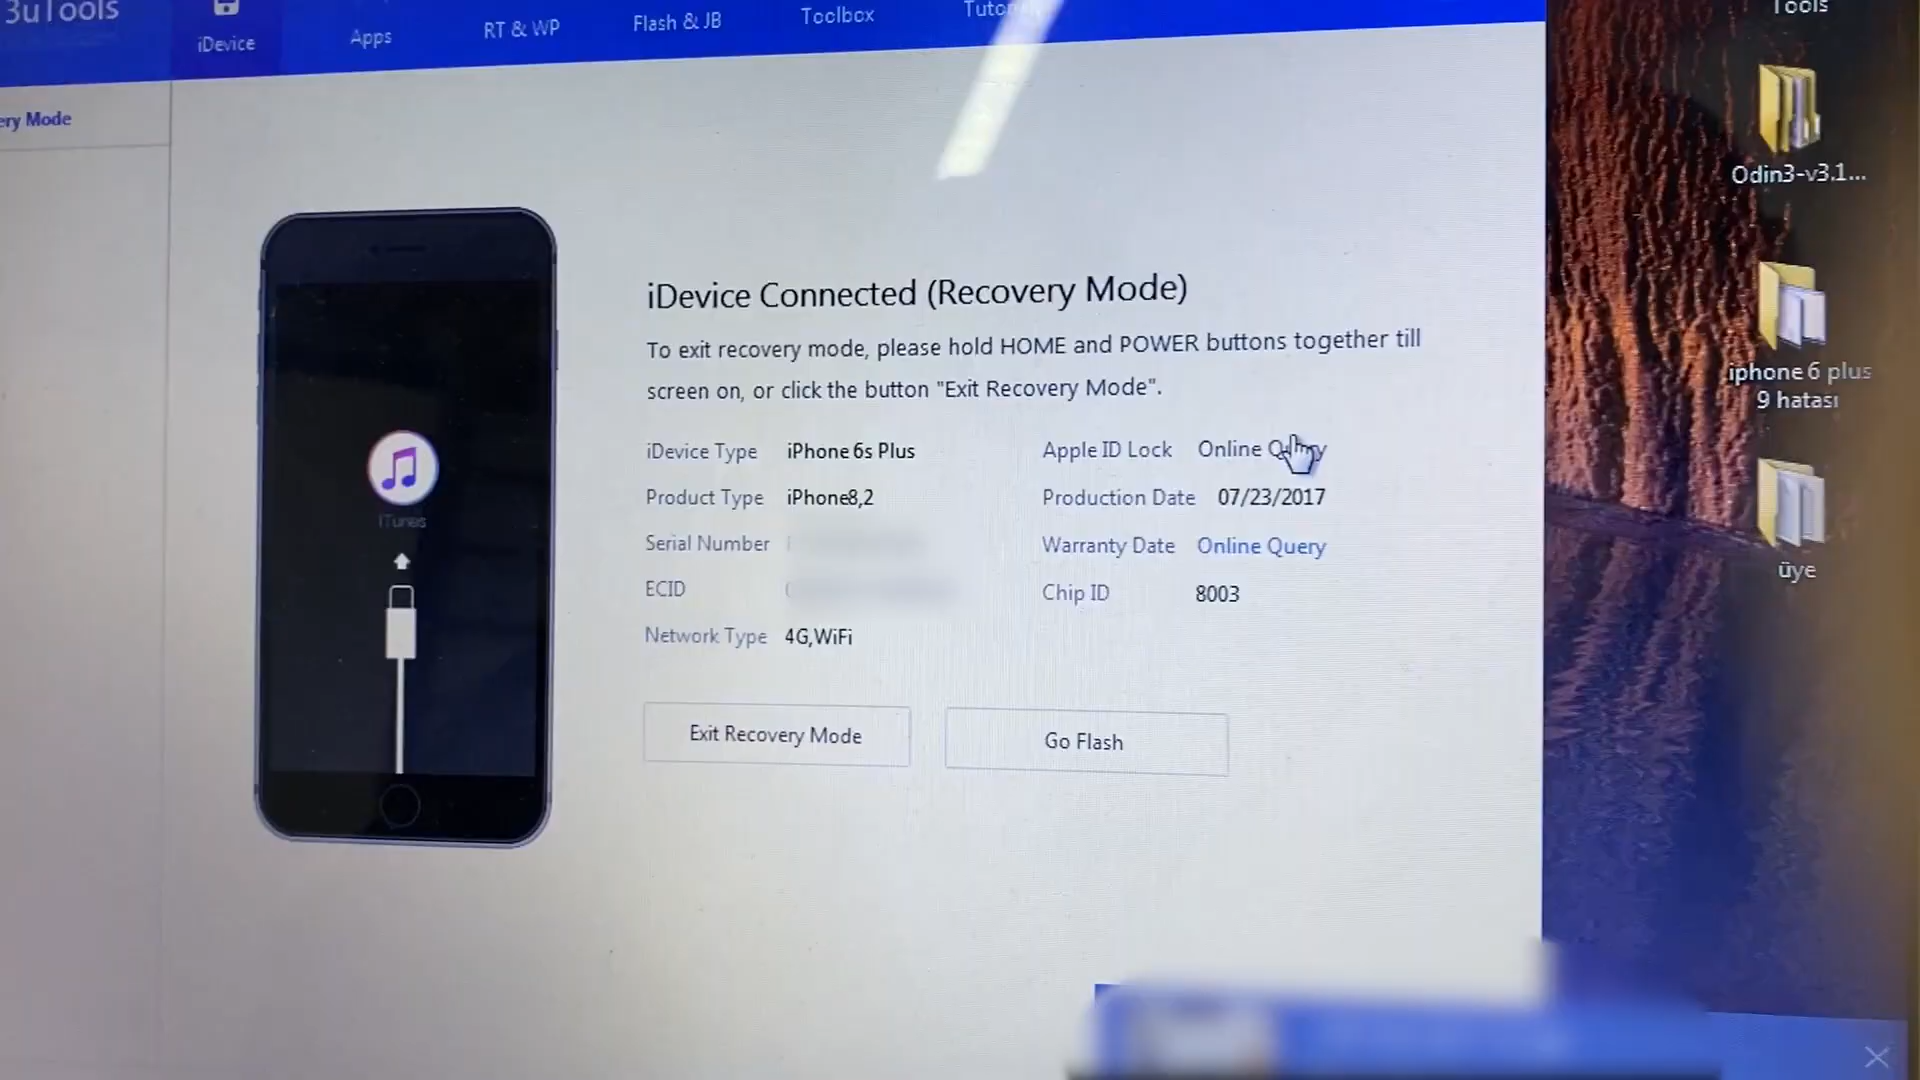 3uTools
iDevice
Apps
RT & WP
Flash & JB
Toolbox
ery Mode
iTunes
iDevice Connected (Recovery Mode)
To exit recovery mode, please hold HOME and POWER buttons together till
screen on, or click the button "Exit Recovery Mode".
iDevice Type iPhone 6s Plus
Apple ID Lock Online Query
Product Type iPhone8,2
Production Date 07/23/2017
Serial Number
Warranty Date Online Query
ECID
Chip ID 8003
Network Type 4G,WiFi
Exit Recovery Mode
Go Flash
Tools
Odin3-v3.1...
iphone 6 plus
9 hatası
üye